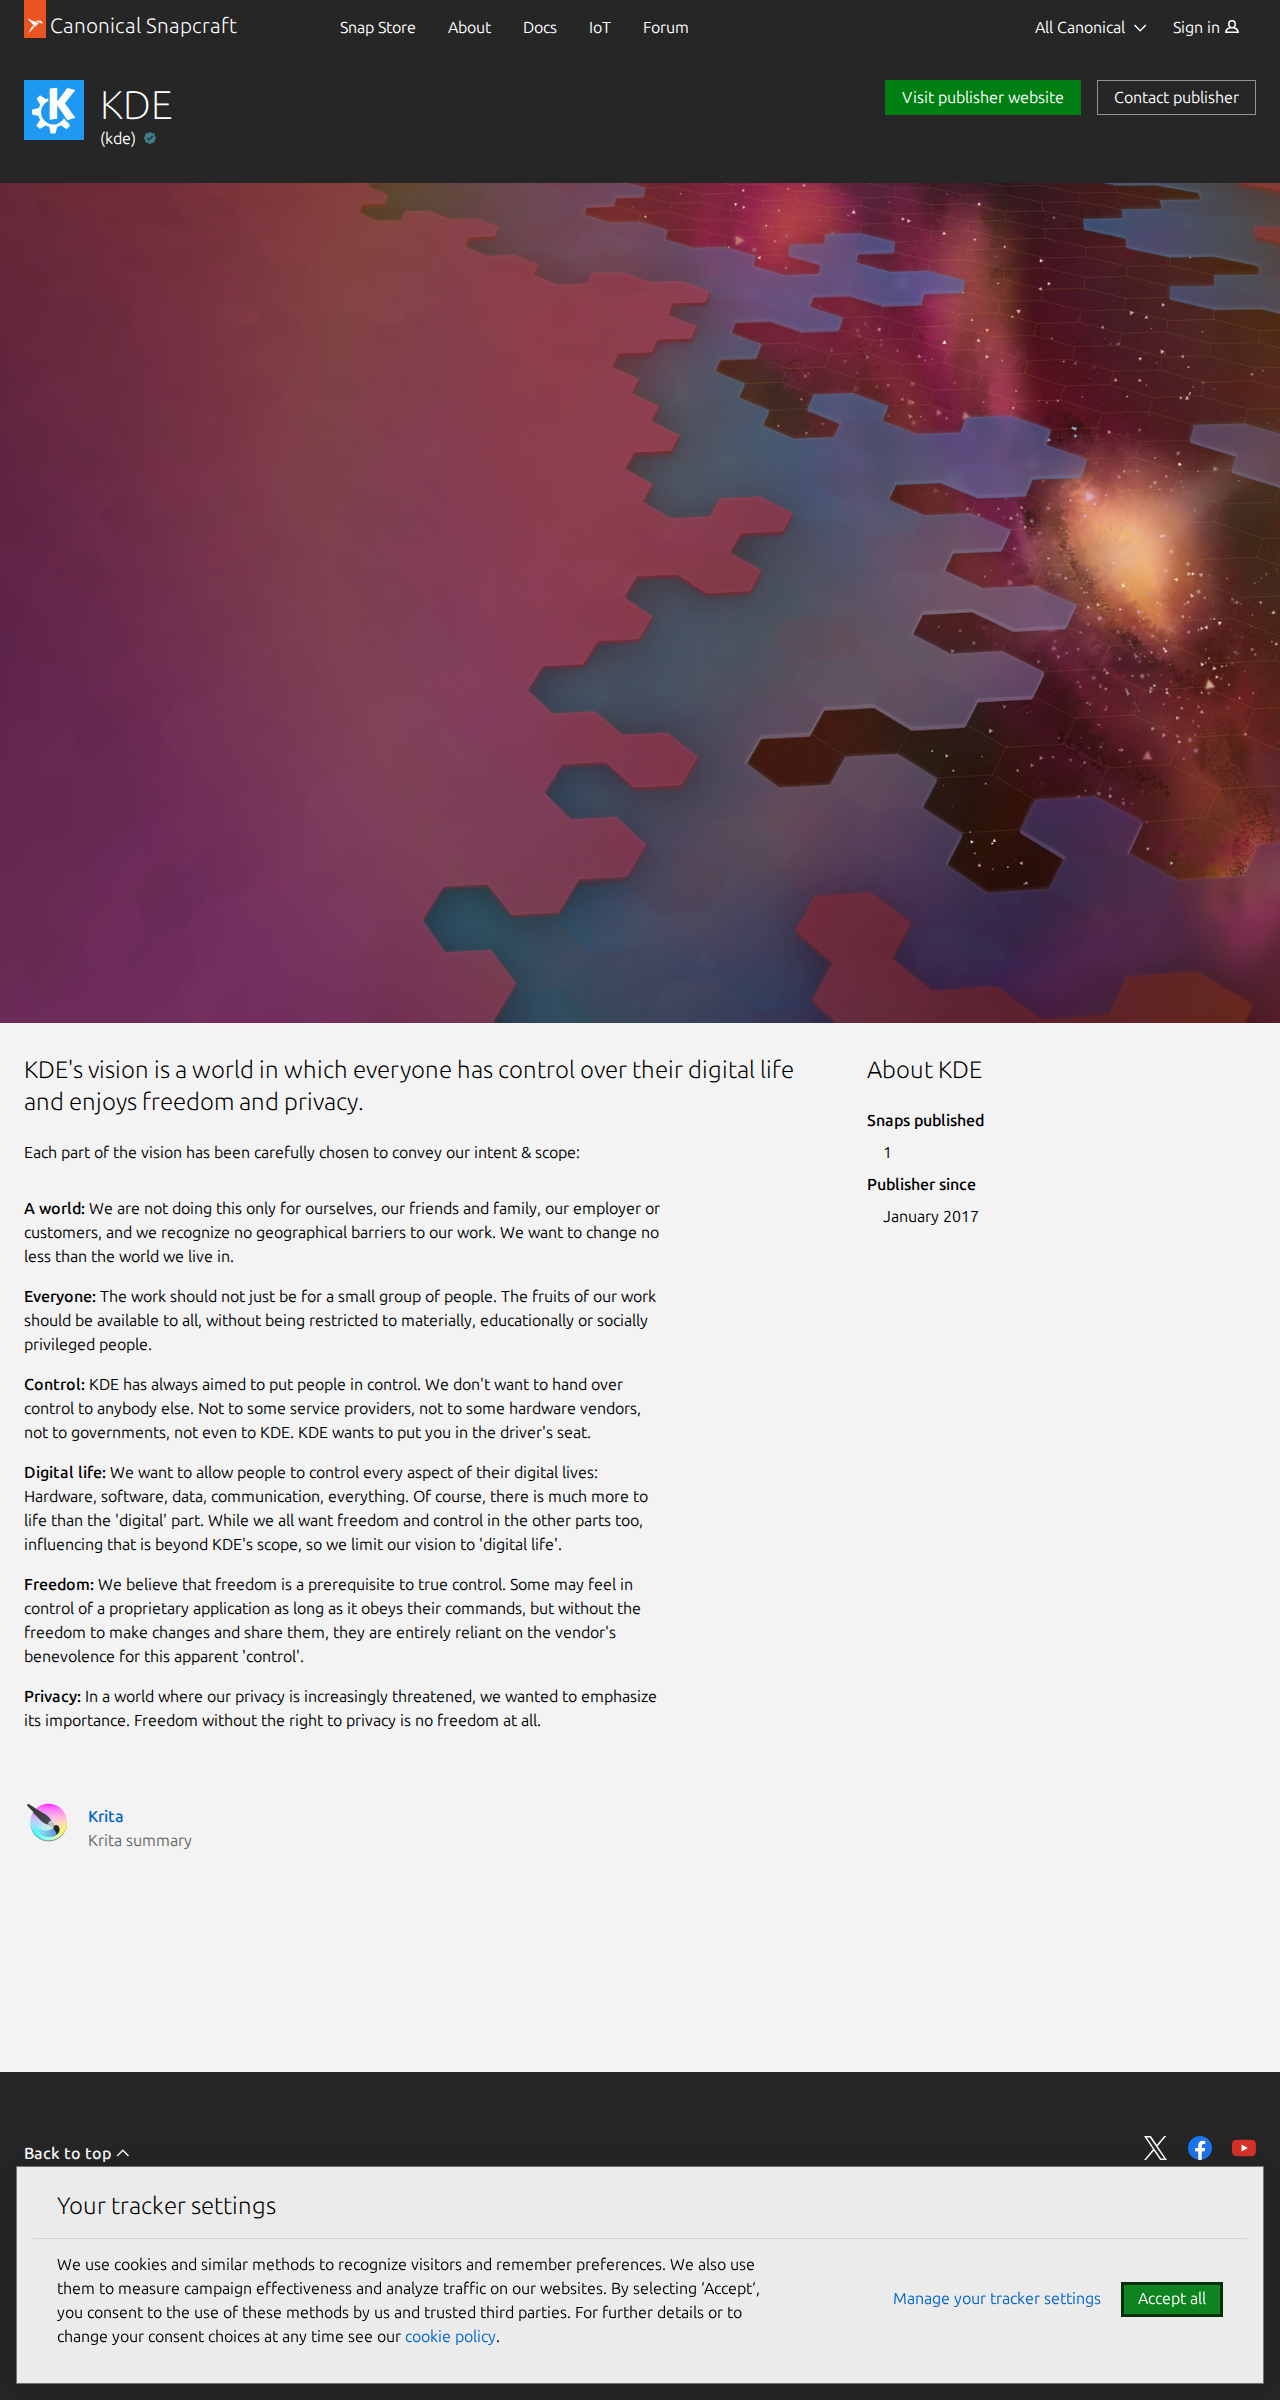 Canonical Snapcraft
Snap Store
About
Docs
IoT
Forum
All Canonical
Sign in
KDE
(kde)
Visit publisher website
Contact publisher
KDE's vision is a world in which everyone has control over their digital life
and enjoys freedom and privacy.
Each part of the vision has been carefully chosen to convey our intent & scope:
A world: We are not doing this only for ourselves, our friends and family, our employer or
customers, and we recognize no geographical barriers to our work. We want to change no
less than the world we live in.
Everyone: The work should not just be for a small group of people. The fruits of our work
should be available to all, without being restricted to materially, educationally or socially
privileged people.
Control: KDE has always aimed to put people in control. We don't want to hand over
control to anybody else. Not to some service providers, not to some hardware vendors,
not to governments, not even to KDE. KDE wants to put you in the driver's seat.
Digital life: We want to allow people to control every aspect of their digital lives:
Hardware, software, data, communication, everything. Of course, there is much more to
life than the 'digital' part. While we all want freedom and control in the other parts too,
influencing that is beyond KDE's scope, so we limit our vision to 'digital life'.
Freedom: We believe that freedom is a prerequisite to true control. Some may feel in
control of a proprietary application as long as it obeys their commands, but without the
freedom to make changes and share them, they are entirely reliant on the vendor's
benevolence for this apparent 'control'.
Privacy: In a world where our privacy is increasingly threatened, we wanted to emphasize
its importance. Freedom without the right to privacy is no freedom at all.
About KDE
Snaps published
1
Publisher since
January 2017
Krita
Krita summary
Back to top
Your tracker settings
We use cookies and similar methods to recognize visitors and remember preferences. We also use
them to measure campaign effectiveness and analyze traffic on our websites. By selecting ‘Accept‘,
you consent to the use of these methods by us and trusted third parties. For further details or to
change your consent choices at any time see our cookie policy.
Manage your tracker settings
Accept all